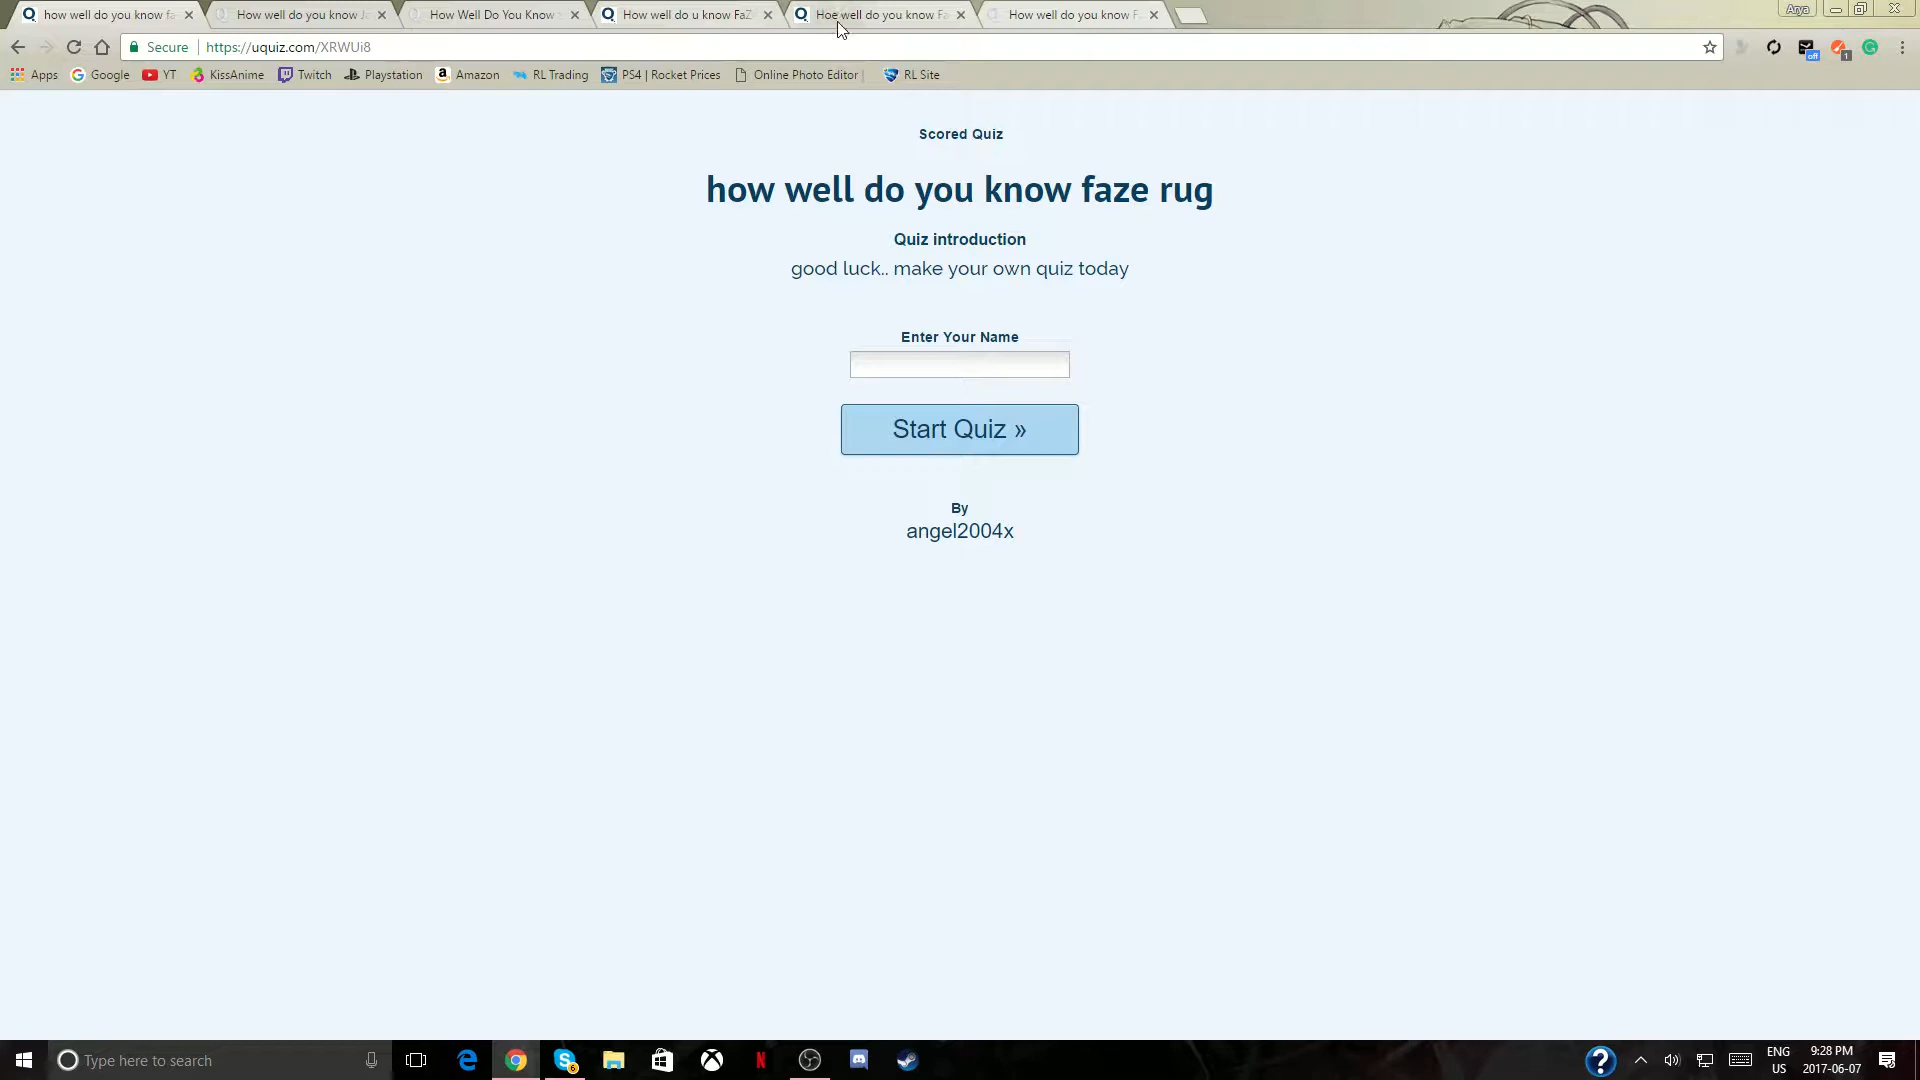 how well do you know fa
How well do you know J
How Well Do You Know
How well do u know FaZ
Hoe well do you know Fa
How well do you know F
Arya
Secure
https://uquiz.com/XRWUi8
off
1
Apps
Google
YT
KissAnime
Twitch
Playstation
Amazon
RL Trading
PS4 | Rocket Prices
Online Photo Editor |
RL Site
Scored Quiz
how well do you know faze rug
Quiz introduction
good luck.. make your own quiz today
Enter Your Name
Start Quiz »
By
angel2004x
Type here to search
6
ENG
US
9:28 PM
2017-06-07